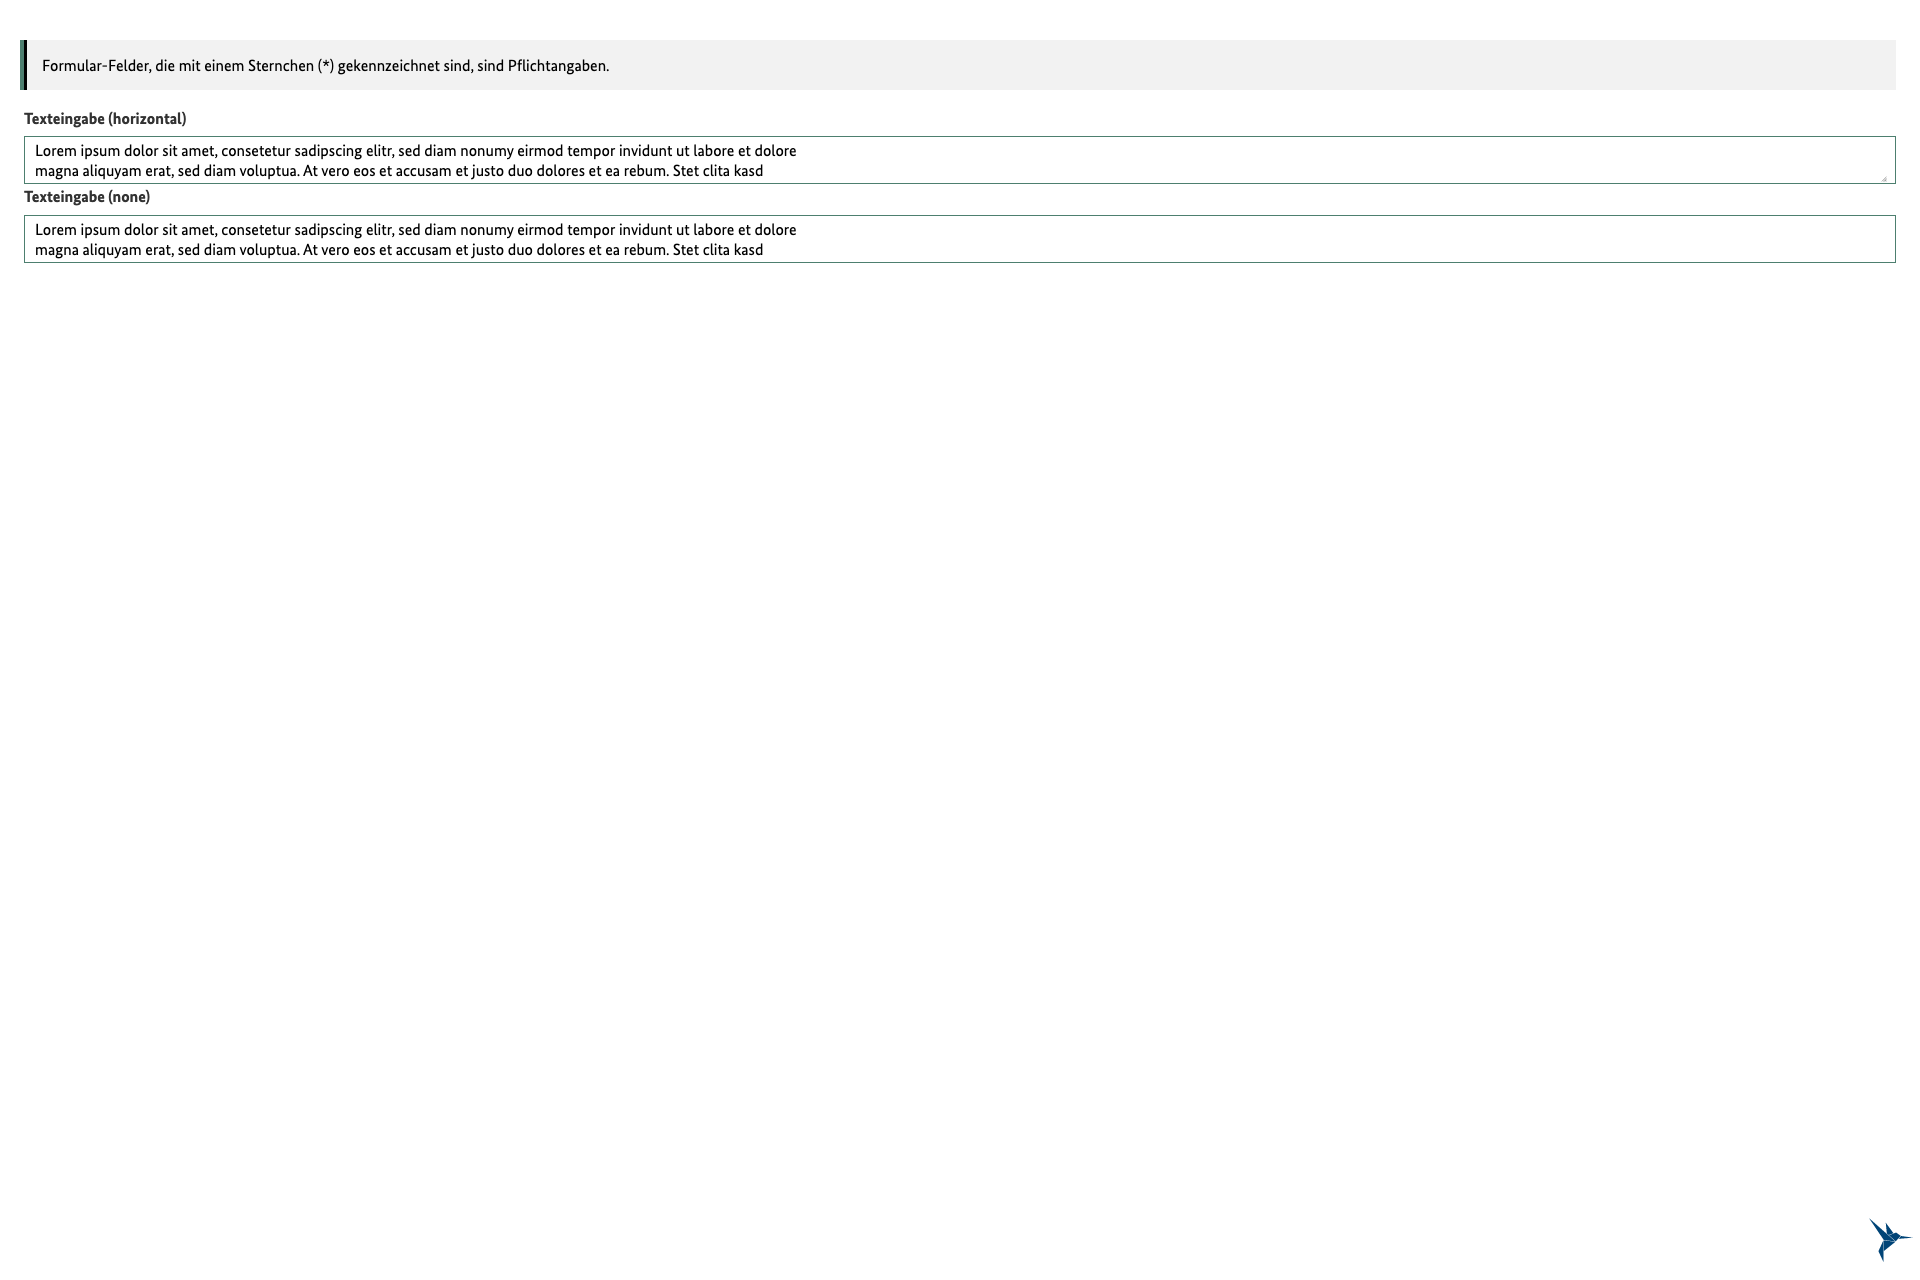 Formular-Felder, die mit einem Sternchen (*) gekennzeichnet sind, sind Pflichtangaben.
Texteingabe (horizontal)
Lorem ipsum dolor sit amet, consetetur sadipscing elitr, sed diam nonumy eirmod tempor invidunt ut labore et dolore
magna aliquyam erat, sed diam voluptua. At vero eos et accusam et justo duo dolores et ea rebum. Stet clita kasd
Texteingabe (none)
Lorem ipsum dolor sit amet, consetetur sadipscing elitr, sed diam nonumy eirmod tempor invidunt ut labore et dolore
magna aliquyam erat, sed diam voluptua. At vero eos et accusam et justo duo dolores et ea rebum. Stet clita kasd